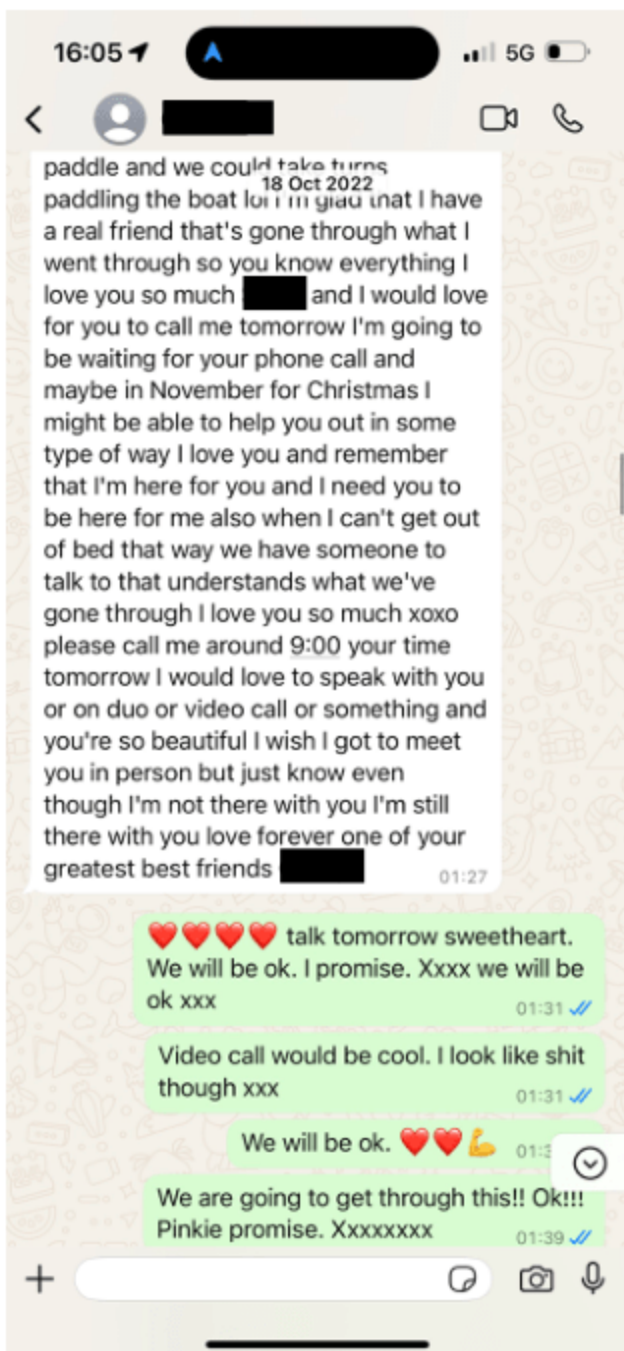 16:05
5G
paddle and we could take turns
18 Oct 2022
paddling the boat lol I'm glad that I have
a real friend that's gone through what I
went through so you know everything I
love you so much and I would love
for you to call me tomorrow I'm going to
be waiting for your phone call and
maybe in November for Christmas I
might be able to help you out in some
type of way I love you and remember
that I'm here for you and I need you to
be here for me also when I can't get out
of bed that way we have someone to
talk to that understands what we've
gone through I love you so much xoxo
please call me around 9:00 your time
tomorrow I would love to speak with you
or on duo or video call or something and
you're so beautiful I wish I got to meet
you in person but just know even
though I'm not there with you I'm still
there with you love forever one of your
greatest best friends
01:27
❤️❤️❤️❤️ talk tomorrow sweetheart.
We will be ok. I promise. Xxxx we will be
ok xxx
01:31
Video call would be cool. I look like shit
though xxx
01:31
We will be ok. ❤️❤️💪
We are going to get through this!! Ok!!!
Pinkie promise. Xxxxxxxx
01:39